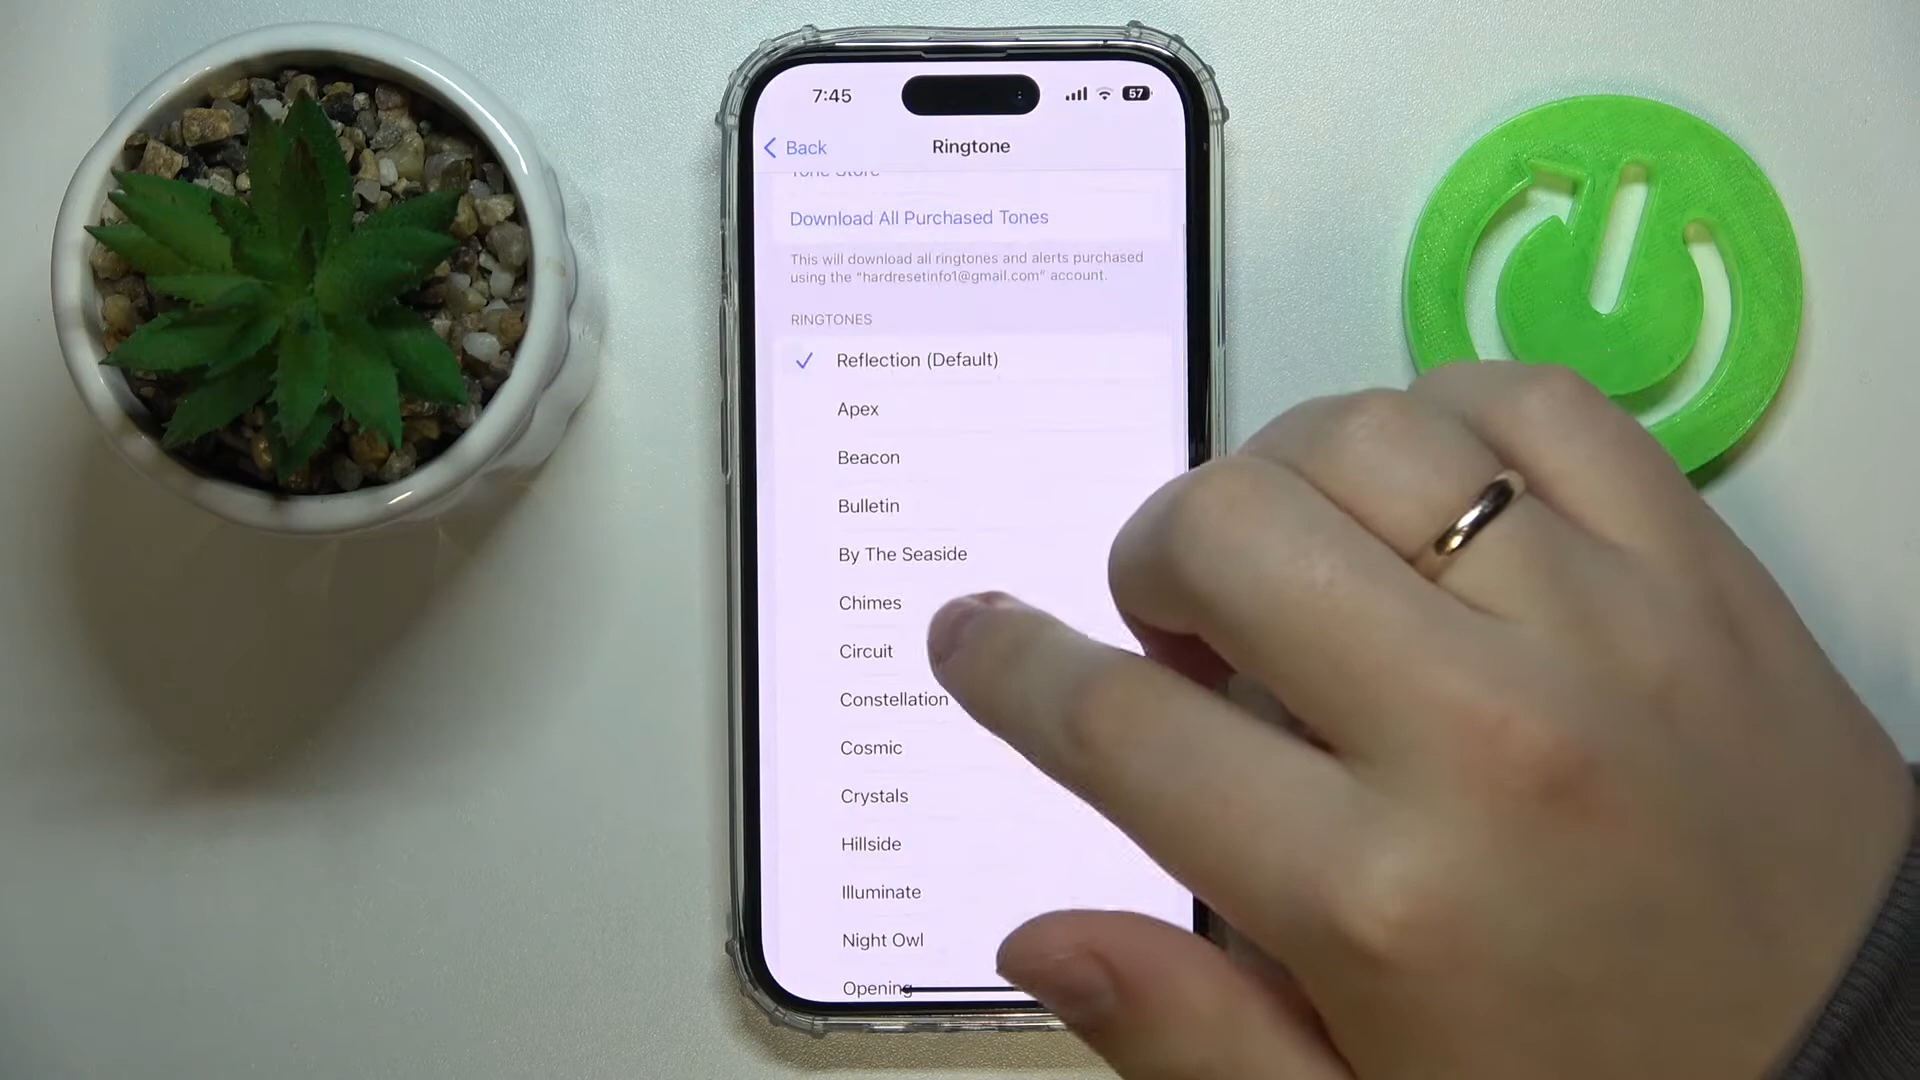 7:45
57
Back
Ringtone
Tone Store
Download All Purchased Tones
This will download all ringtones and alerts purchased
using the “hardresetinfo1@gmail.com” account.
RINGTONES
Reflection (Default)
Apex
Beacon
Bulletin
By The Seaside
Chimes
Circuit
Constellation
Cosmic
Crystals
Hillside
Illuminate
Night Owl
Opening